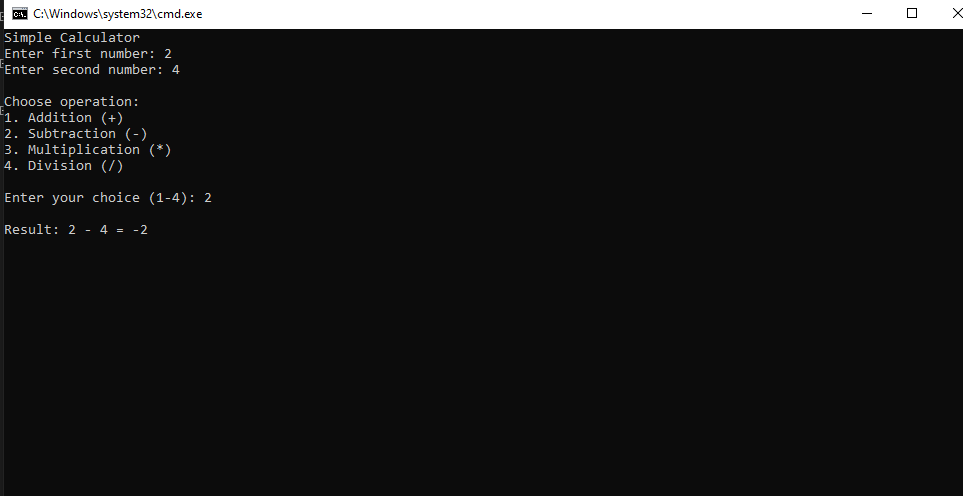 C:\Windows\system32\cmd.exe
Simple Calculator
Enter first number: 2
Enter second number: 4
Choose operation:
1. Addition (+)
2. Subtraction (-)
3. Multiplication (*)
4. Division (/)
Enter your choice (1-4): 2
Result: 2 - 4 = -2